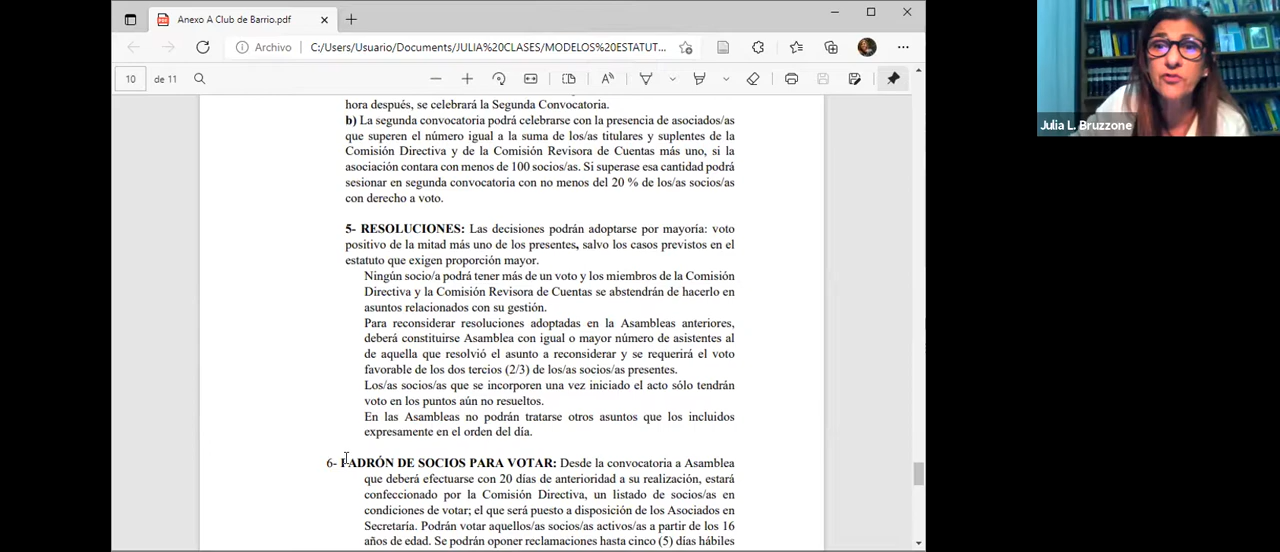 Anexo A Club de Barrio.pdf
Archivo
C:/Users/Usuario/Documents/JULIA%20CLASES/MODELOS%20ESTATUT...
10 de 11
hora después, se celebrará la Segunda Convocatoria.
b) La segunda convocatoria podrá celebrarse con la presencia de asociados/as
que superen el número igual a la suma de los/as titulares y suplentes de la
Comisión Directiva y de la Comisión Revisora de Cuentas más uno, si la
asociación contara con menos de 100 socios/as. Si superase esa cantidad podrá
sesionar en segunda convocatoria con no menos del 20 % de los/as socios/as
con derecho a voto.
5- RESOLUCIONES: Las decisiones podrán adoptarse por mayoría: voto
positivo de la mitad más uno de los presentes, salvo los casos previstos en el
estatuto que exigen proporción mayor.
Ningún socio/a podrá tener más de un voto y los miembros de la Comisión
Directiva y la Comisión Revisora de Cuentas se abstendrán de hacerlo en
asuntos relacionados con su gestión.
Para reconsiderar resoluciones adoptadas en la Asambleas anteriores,
deberá constituirse Asamblea con igual o mayor número de asistentes al
de aquella que resolvió el asunto a reconsiderar y se requerirá el voto
favorable de los dos tercios (2/3) de los/as socios/as presentes.
Los/as socios/as que se incorporen una vez iniciado el acto sólo tendrán
voto en los puntos aún no resueltos.
En las Asambleas no podrán tratarse otros asuntos que los incluidos
expresamente en el orden del día.
6- PADRÓN DE SOCIOS PARA VOTAR: Desde la convocatoria a Asamblea
que deberá efectuarse con 20 días de anterioridad a su realización, estará
confeccionado por la Comisión Directiva, un listado de socios/as en
condiciones de votar; el que será puesto a disposición de los Asociados en
Secretaría. Podrán votar aquellos/as socios/as activos/as a partir de los 16
años de edad. Se podrán oponer reclamaciones hasta cinco (5) días hábiles
Julia L. Bruzzone